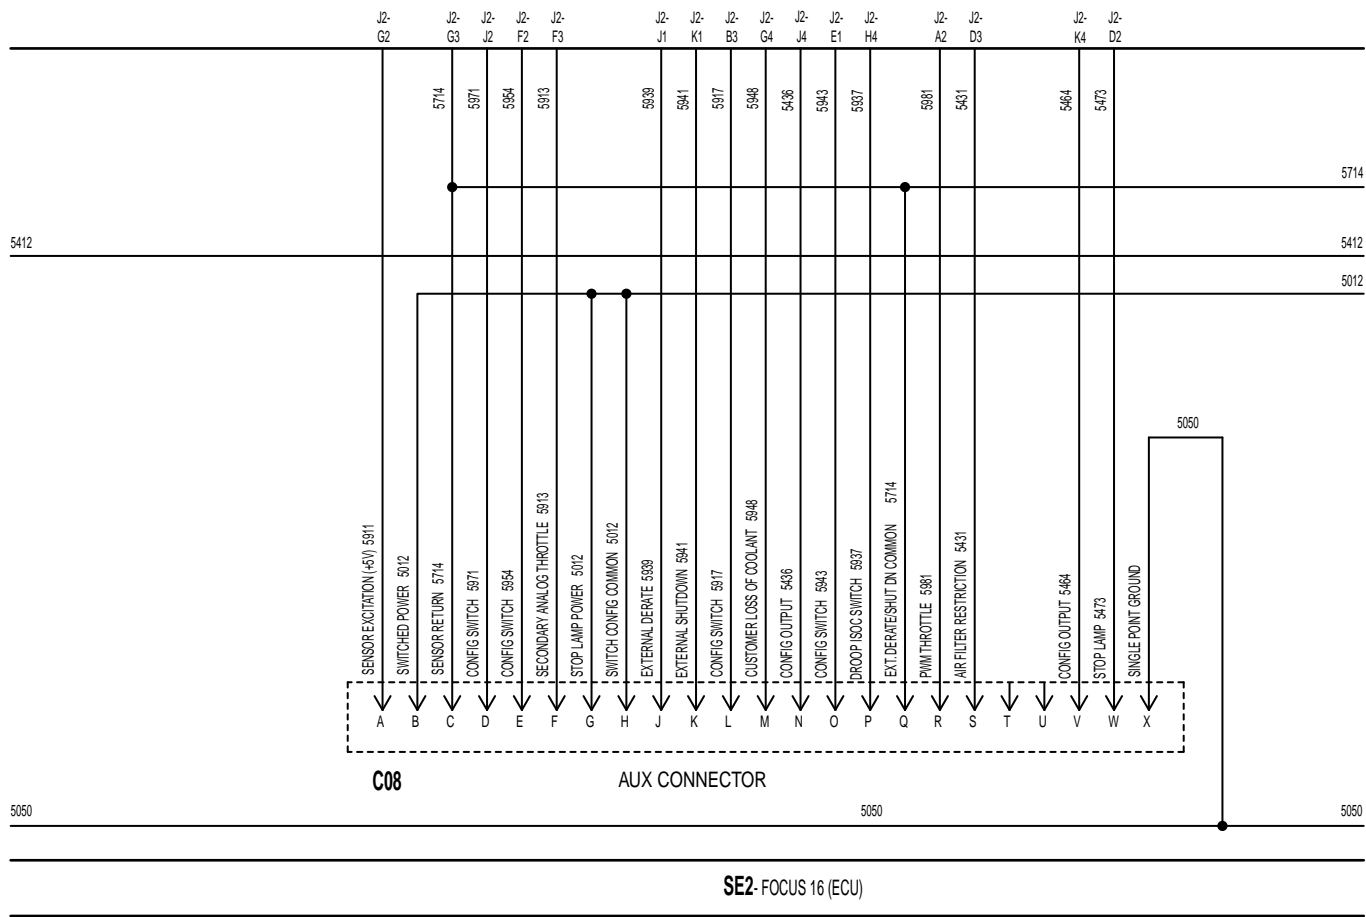 J2- J2- J2- J2- J2- J2- J2- J2- J2- J2- J2- J2- J2- J2- J2- J2-
G2 G3 J2 F2 F3 J1 K1 B3 G4 J4 E1 H4 A2 D3 K4 D2
5714 5971 5954 5913 5939 5941 5917 5948 5436 5943 5937 5981 5431 5464 5473
5714
5412 5412
5012
5050
SENSOR EXCITATION (+5V) 5911
SWITCHED POWER 5012
SENSOR RETURN 5714
CONFIG SWITCH 5971
CONFIG SWITCH 5954
SECONDARY ANALOG THROTTLE 5913
STOP LAMP POWER 5012
SWITCH CONFIG COMMON 5012
EXTERNAL DERATE 5939
EXTERNAL SHUTDOWN 5941
CONFIG SWITCH 5917
CUSTOMER LOSS OF COOLANT 5948
CONFIG OUTPUT 5436
CONFIG SWITCH 5943
DROOP ISOC SWITCH 5937
EXT. DERATE/SHUT DN COMMON 5714
PWM THROTTLE 5981
AIR FILTER RESTRICTION 5431
CONFIG OUTPUT 5464
STOP LAMP 5473
SINGLE POINT GROUND
A B C D E F G H J K L M N O P Q R S T U V W X
C08 AUX CONNECTOR
5050 5050 5050
SE2- FOCUS 16 (ECU)